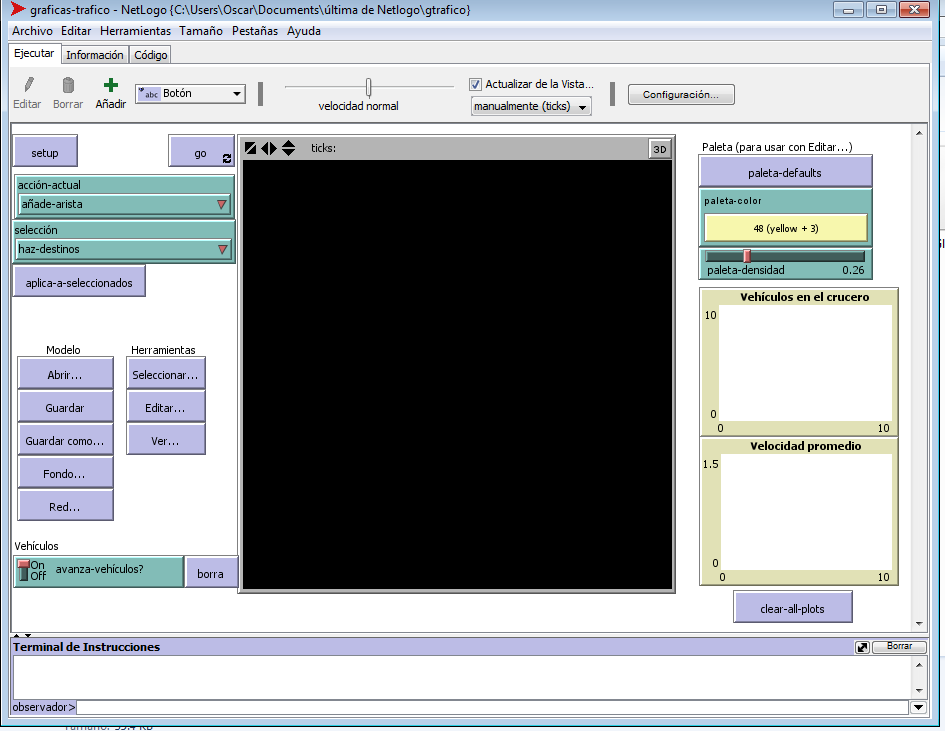 graficas-trafico - NetLogo {C:\Users\Oscar\Documents\última de Netlogo\gtrafico}
Archivo Editar Herramientas Tamaño Pestañas Ayuda
Ejecutar Información Código
Editar Borrar Añadir
abc Botón
velocidad normal
Actualizar de la Vista...
manualmente (ticks)
Configuración...
setup
go
acción-actual
añade-arista
selección
haz-destinos
aplica-a-seleccionados
Modelo
Abrir...
Guardar
Guardar como...
Fondo...
Red...
Herramientas
Seleccionar...
Editar...
Ver...
Vehículos
On
Off
avanza-vehículos?
borra
ticks:
3D
Paleta (para usar con Editar...)
paleta-defaults
paleta-color
48 (yellow + 3)
paleta-densidad 0.26
Vehículos en el crucero
10
0
0 10
Velocidad promedio
1.5
0
0 10
clear-all-plots
Terminal de Instrucciones
Borrar
observador>